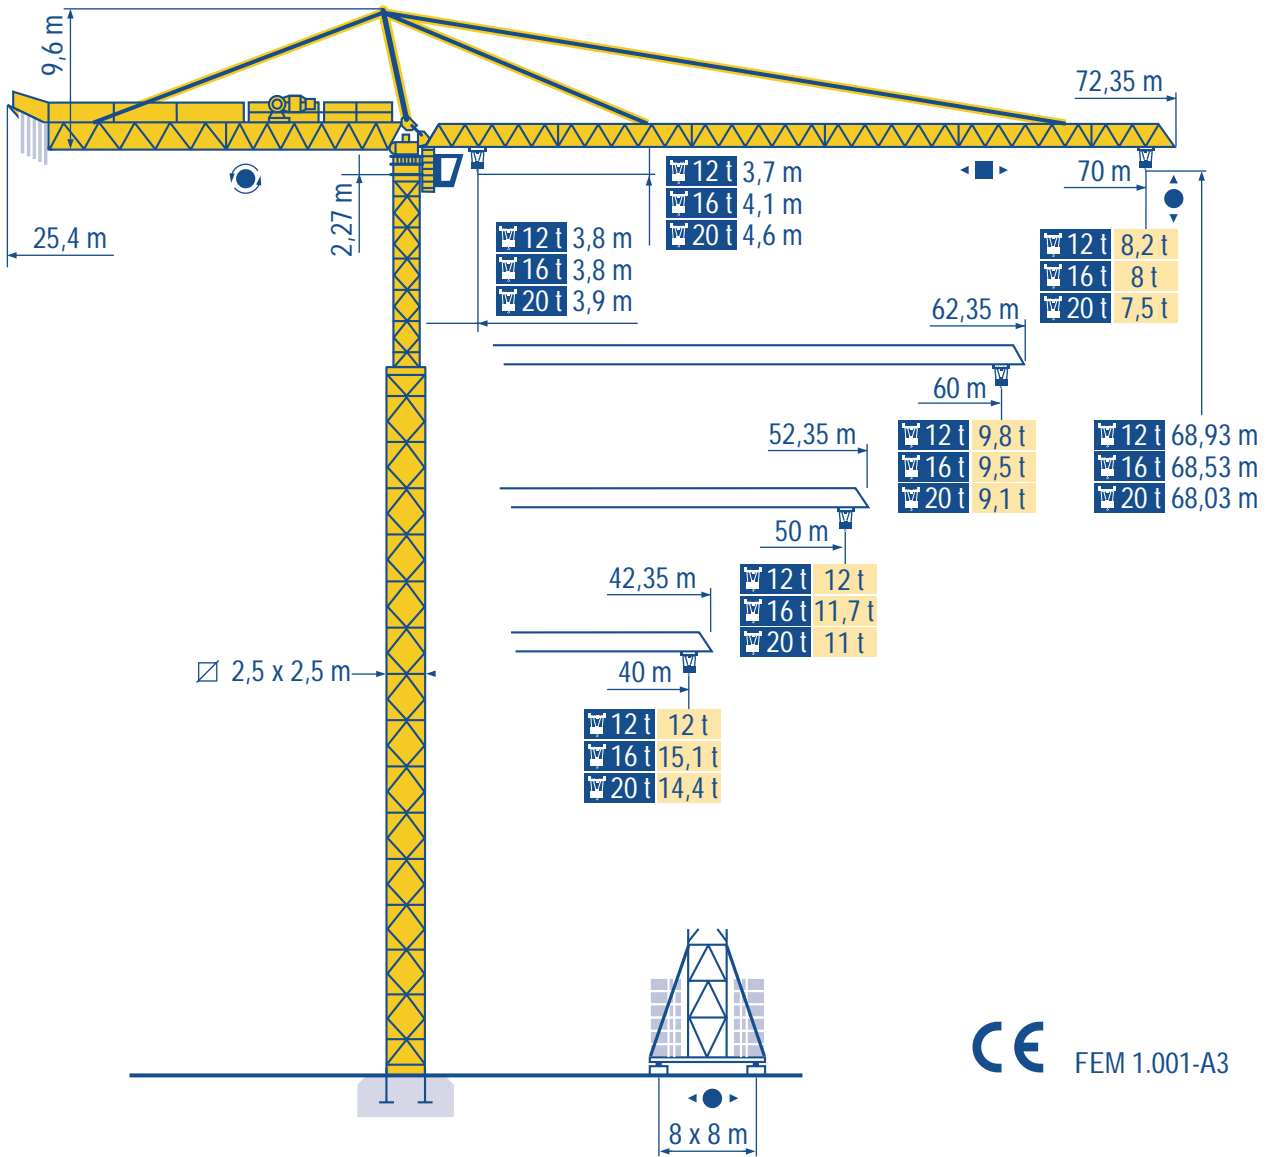 9,6 m
72,35 m
25,4 m
2,27 m
12 t 3,7 m
16 t 4,1 m
20 t 4,6 m
12 t 3,8 m
16 t 3,8 m
20 t 3,9 m
70 m
12 t 8,2 t
16 t 8 t
20 t 7,5 t
62,35 m
60 m
12 t 9,8 t
16 t 9,5 t
20 t 9,1 t
12 t 68,93 m
16 t 68,53 m
20 t 68,03 m
52,35 m
50 m
12 t 12 t
16 t 11,7 t
20 t 11 t
42,35 m
40 m
12 t 12 t
16 t 15,1 t
20 t 14,4 t
2,5 x 2,5 m
CE FEM 1.001-A3
8 x 8 m